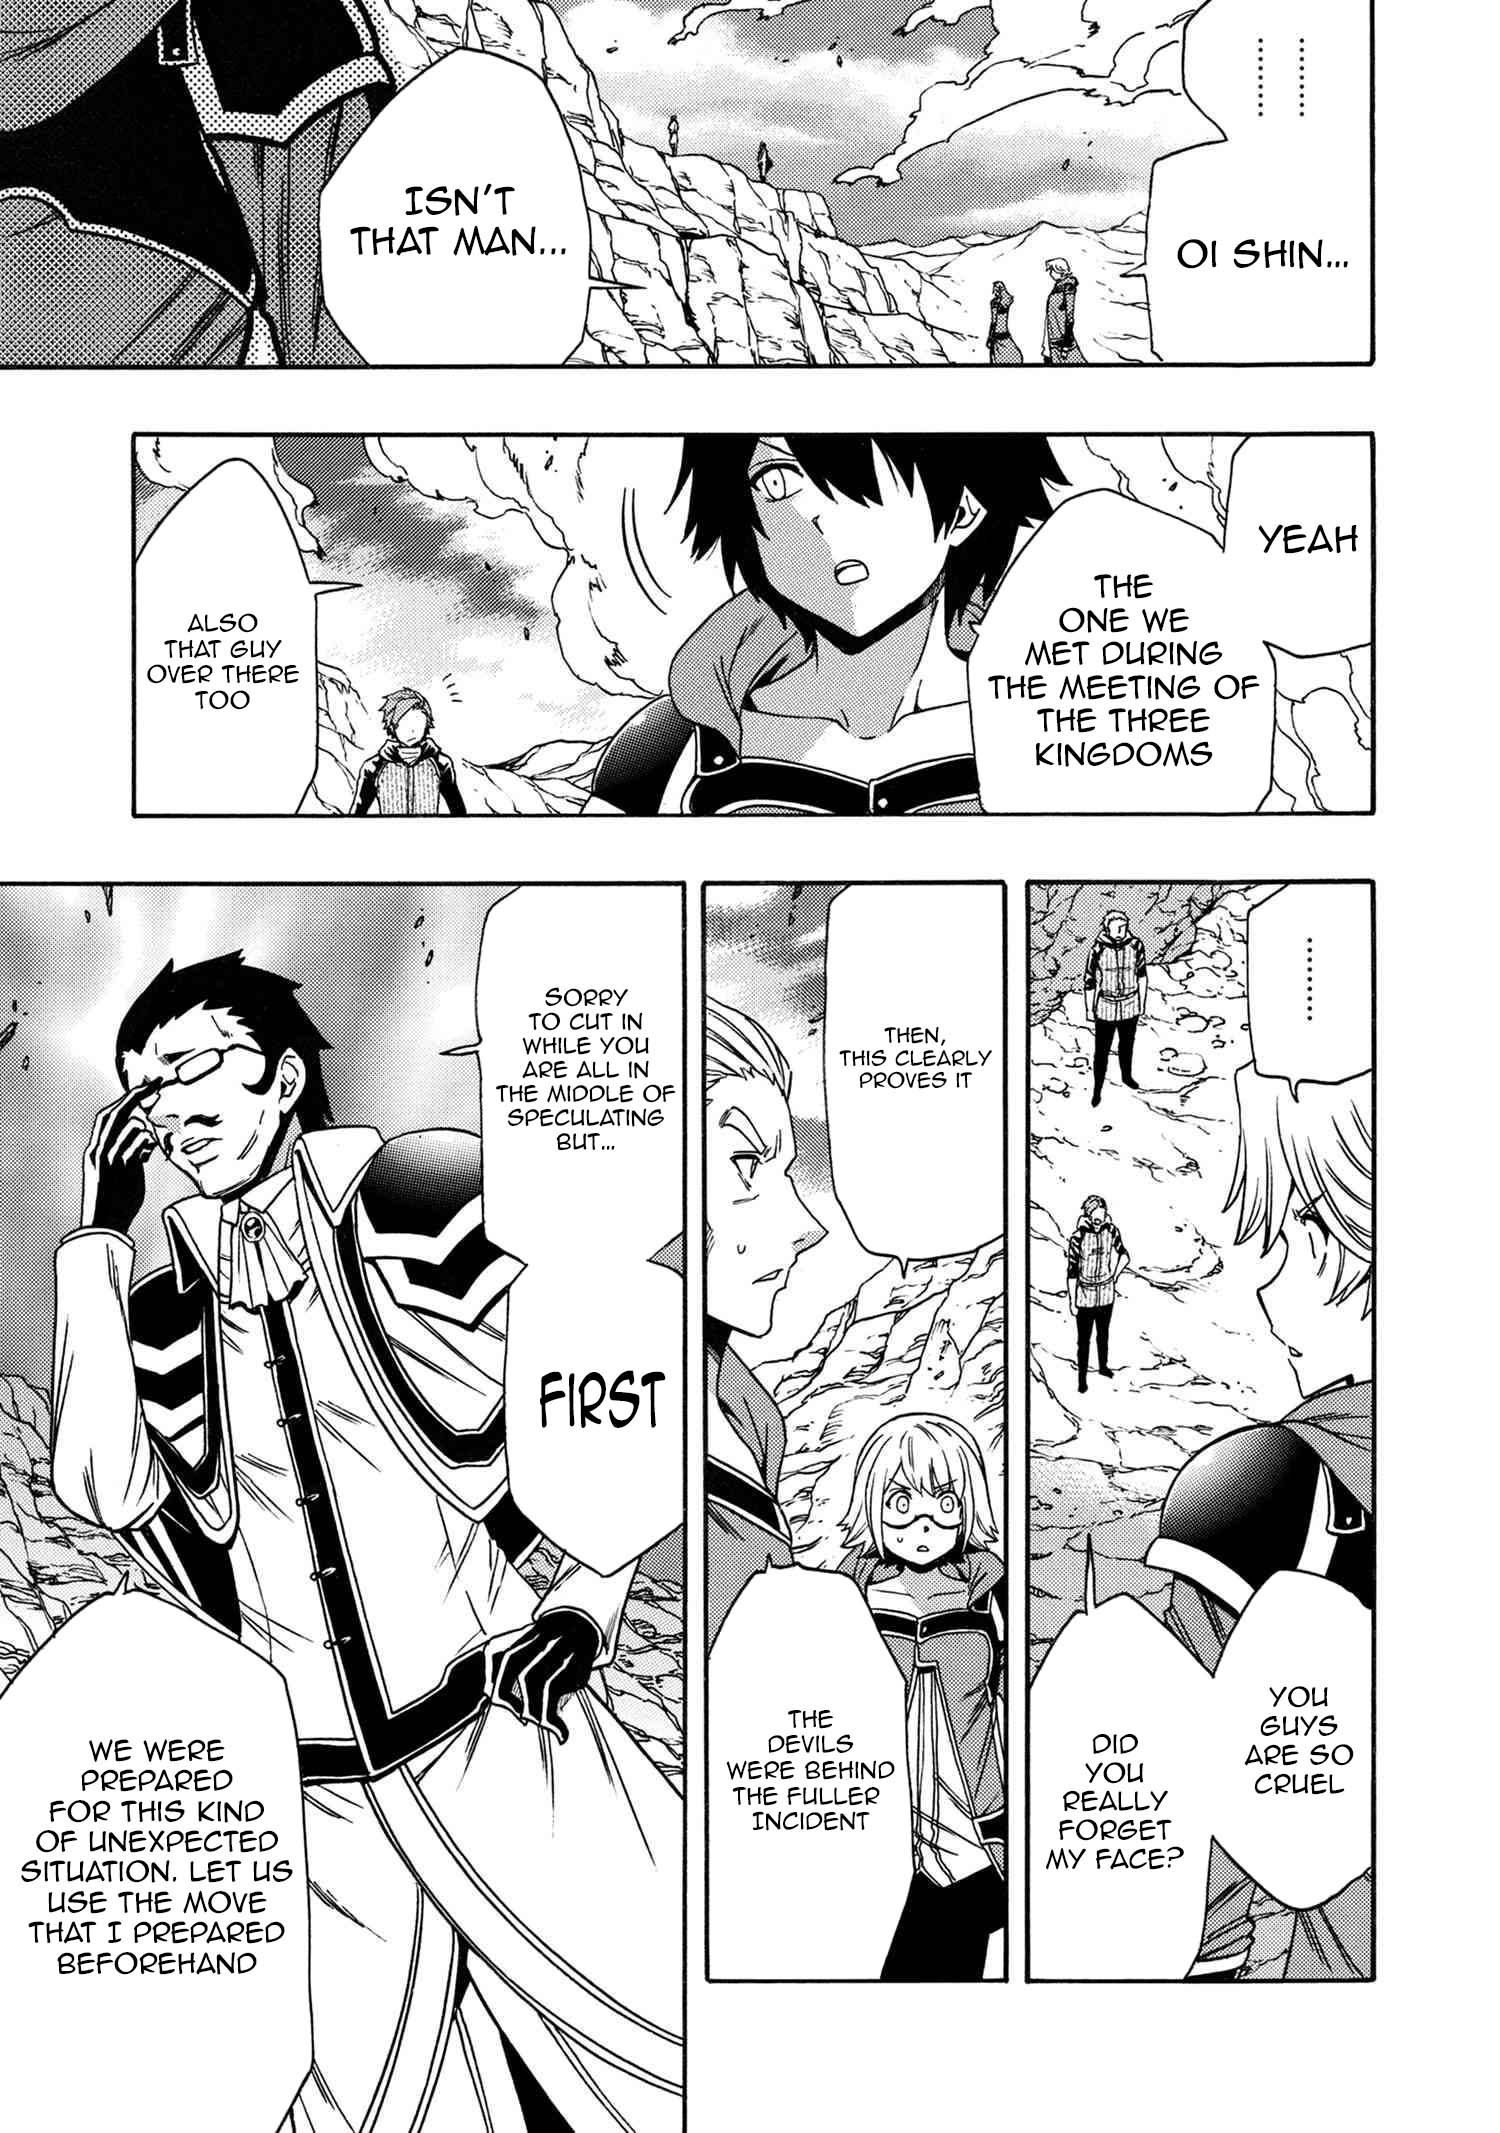 OI SHIN...
ISN'T
THAT MAN...
YEAH
THE
ONE WE
MET DURING
THE MEETING OF
THE THREE
KINGDOMS
ALSO
THAT GUY
OVER THERE
TOO
YOU
GUYS
ARE SO
CRUEL
DID
YOU
REALLY
FORGET
MY FACE?
THEN,
THIS CLEARLY
PROVES IT
THE
DEVILS
WERE BEHIND
THE FULLER
INCIDENT
SORRY
TO CUT IN
WHILE YOU
ARE ALL IN
THE MIDDLE OF
SPECULATING
BUT...
FIRST
WE WERE
PREPARED
FOR THIS KIND
OF UNEXPECTED
SITUATION. LET US
USE THE MOVE
THAT I PREPARED
BEFOREHAND